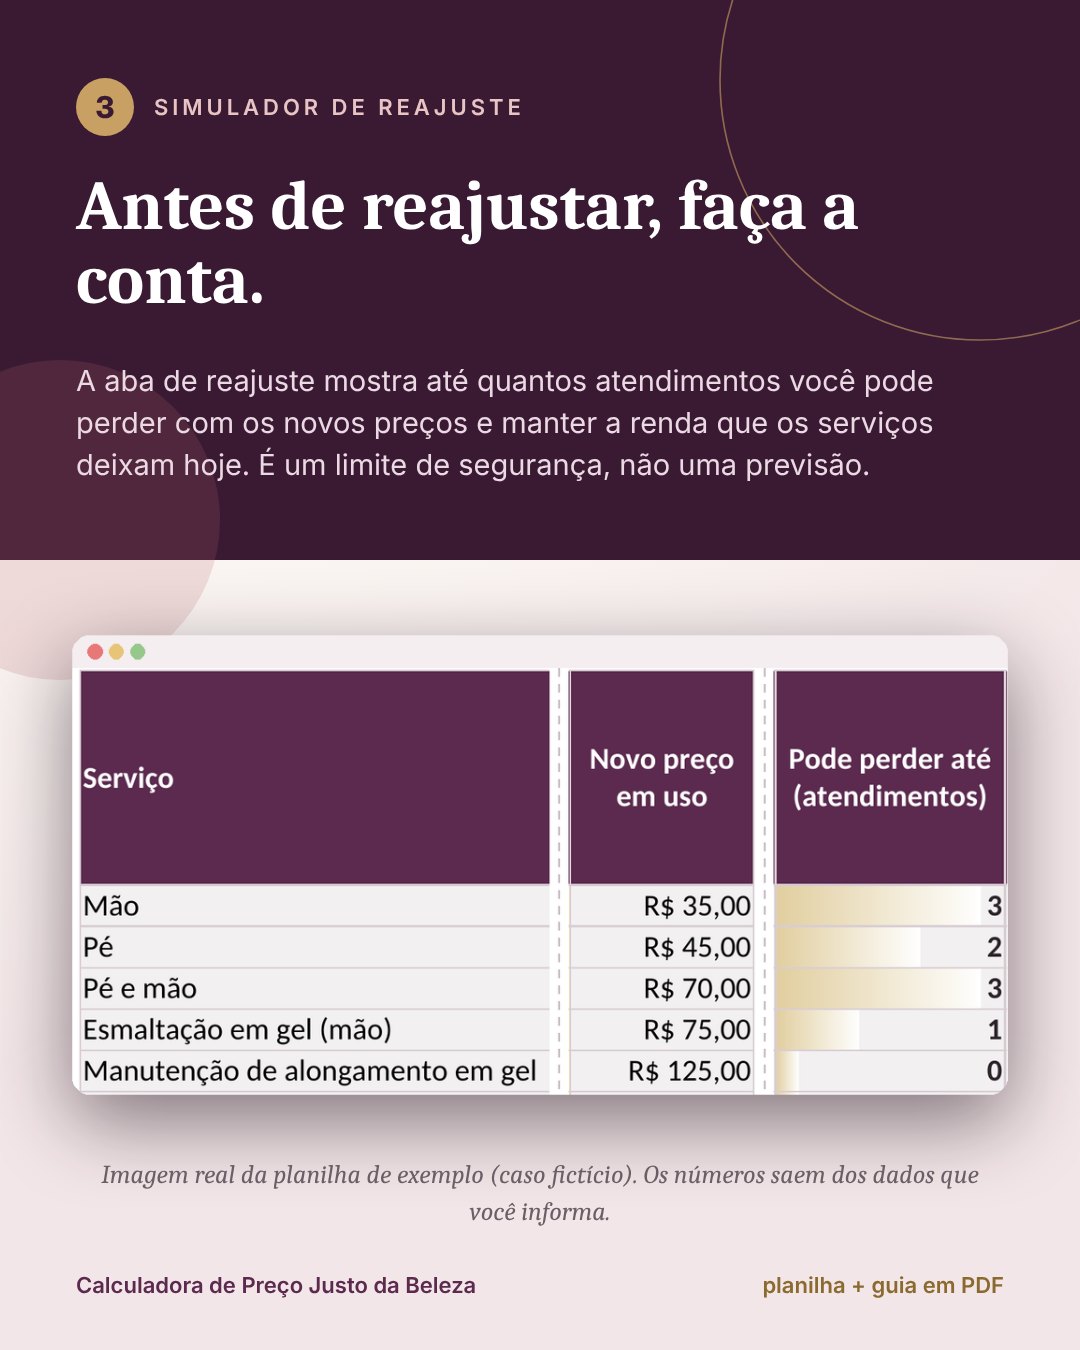 3 SIMULADOR DE REAJUSTE
Antes de reajustar, faça a
conta.
A aba de reajuste mostra até quantos atendimentos você pode
perder com os novos preços e manter a renda que os serviços
deixam hoje. É um limite de segurança, não uma previsão.
Serviço
Novo preço
em uso
Pode perder até
(atendimentos)
Mão R$ 35,00 3
Pé R$ 45,00 2
Pé e mão R$ 70,00 3
Esmaltação em gel (mão) R$ 75,00 1
Manutenção de alongamento em gel R$ 125,00 0
Imagem real da planilha de exemplo (caso fictício). Os números saem dos dados que
você informa.
Calculadora de Preço Justo da Beleza
planilha + guia em PDF